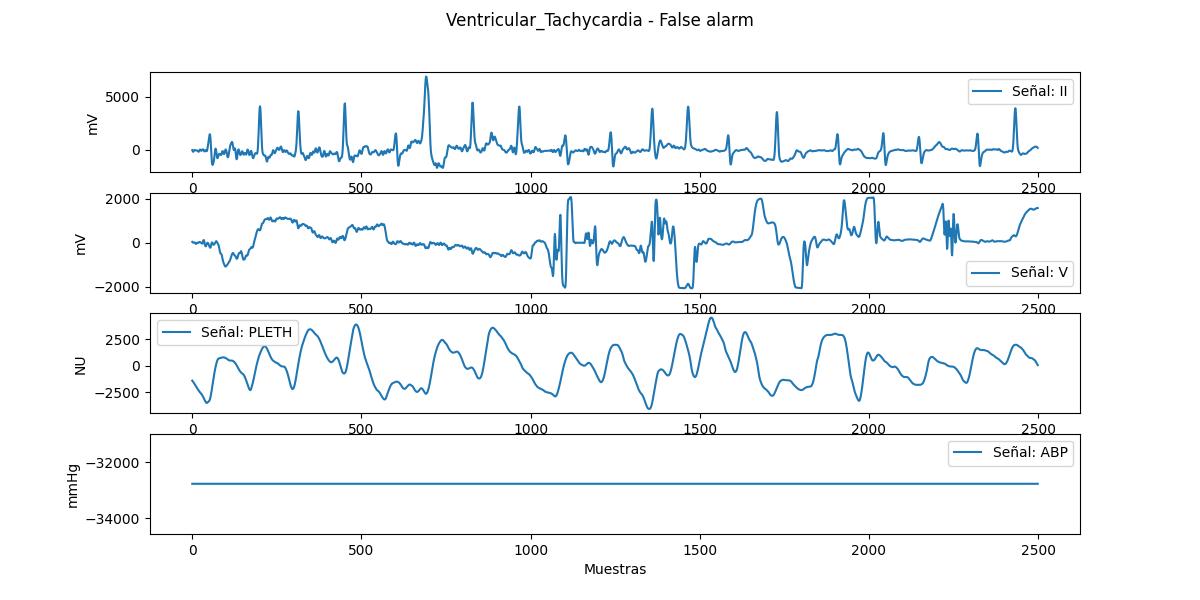 Ventricular_Tachycardia - False alarm
5000
0
mV
Señal: II
0 500 1000 1500 2000 2500
2000
0
−2000
mV
Señal: V
0 500 1000 1500 2000 2500
2500
0
−2500
NU
Señal: PLETH
0 500 1000 1500 2000 2500
−32000
−34000
mmHg
Señal: ABP
0 500 1000 1500 2000 2500
Muestras